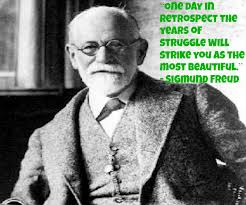 "One day in
retrospect the
years of
struggle will
strike you as the
most beautiful."
- Sigmund Freud